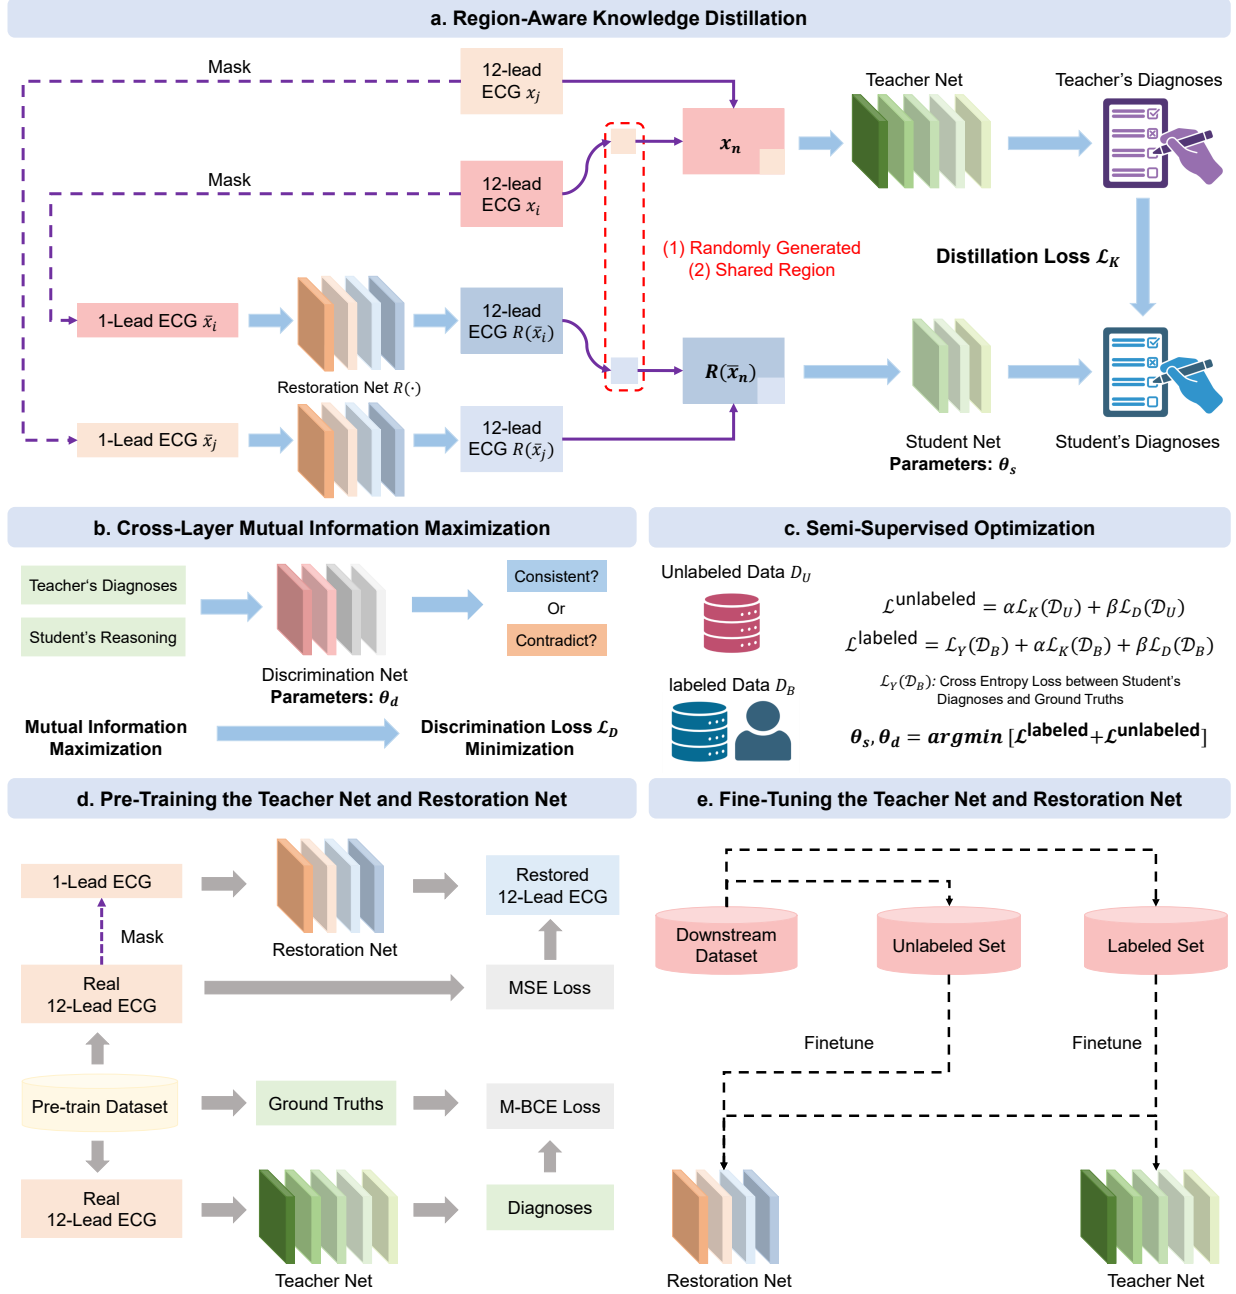 a. Region-Aware Knowledge Distillation
Mask
12-lead
ECG x_j
Teacher Net
Teacher's Diagnoses
x_n
Mask
12-lead
ECG x_i
(1) Randomly Generated
(2) Shared Region
Distillation Loss ℒ_K
1-Lead ECG x̄_i
12-lead
ECG R(x̄_i)
R(x̄_n)
Restoration Net R(·)
1-Lead ECG x̄_j
12-lead
ECG R(x̄_j)
Student Net
Parameters: θ_s
Student's Diagnoses
b. Cross-Layer Mutual Information Maximization
Teacher's Diagnoses
Student's Reasoning
Consistent?
Or
Contradict?
Discrimination Net
Parameters: θ_d
Mutual Information
Maximization
Discrimination Loss ℒ_D
Minimization
c. Semi-Supervised Optimization
Unlabeled Data D_U
ℒ^unlabeled = αℒ_K(𝒟_U) + βℒ_D(𝒟_U)
ℒ^labeled = ℒ_Y(𝒟_B) + αℒ_K(𝒟_B) + βℒ_D(𝒟_B)
labeled Data D_B
ℒ_Y(𝒟_B): Cross Entropy Loss between Student's
Diagnoses and Ground Truths
θ_s, θ_d = argmin [ℒ^labeled+ℒ^unlabeled]
d. Pre-Training the Teacher Net and Restoration Net
1-Lead ECG
Restored
12-Lead ECG
Mask
Restoration Net
Real
12-Lead ECG
MSE Loss
Pre-train Dataset
Ground Truths
M-BCE Loss
Real
12-Lead ECG
Diagnoses
Teacher Net
e. Fine-Tuning the Teacher Net and Restoration Net
Downstream
Dataset
Unlabeled Set
Labeled Set
Finetune
Finetune
Restoration Net
Teacher Net